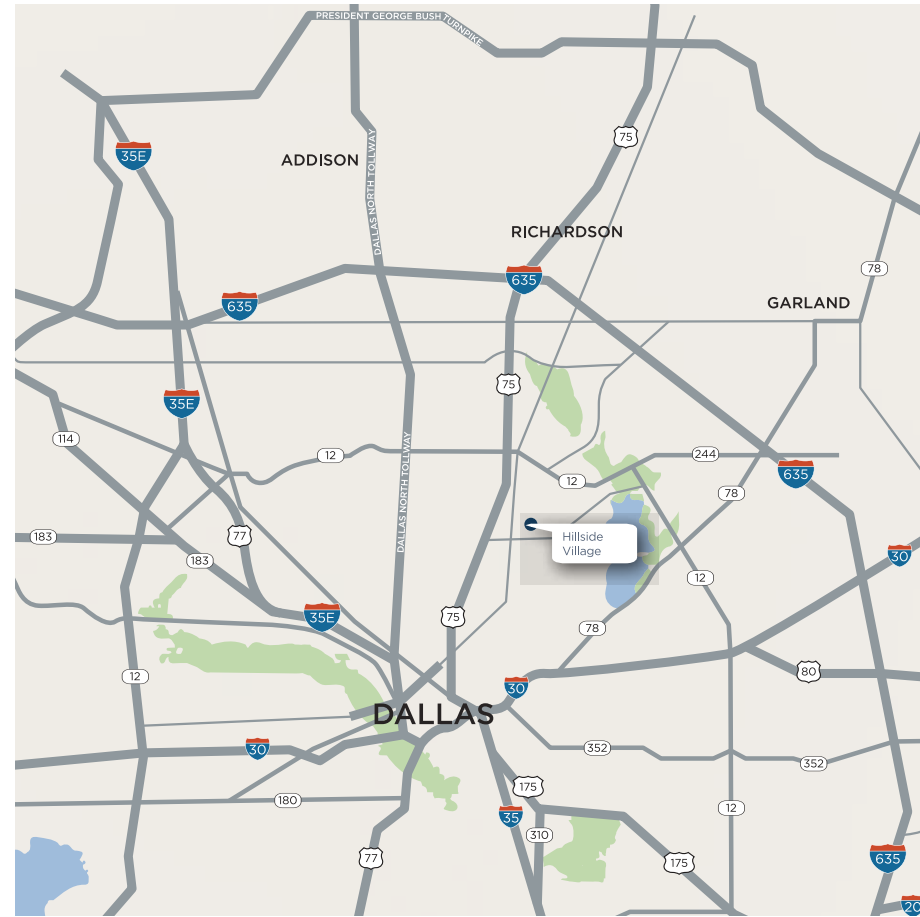 PRESIDENT GEORGE BUSH TURNPIKE
75
35E
ADDISON
DALLAS NORTH TOLLWAY
RICHARDSON
78
635
635
GARLAND
75
35E
114
12
DALLAS NORTH TOLLWAY
244
635
12
78
183
77
Hillside
Village
30
183
12
35E
75
78
12
80
30
DALLAS
30
352
352
175
180
35
310
12
77
175
635
20